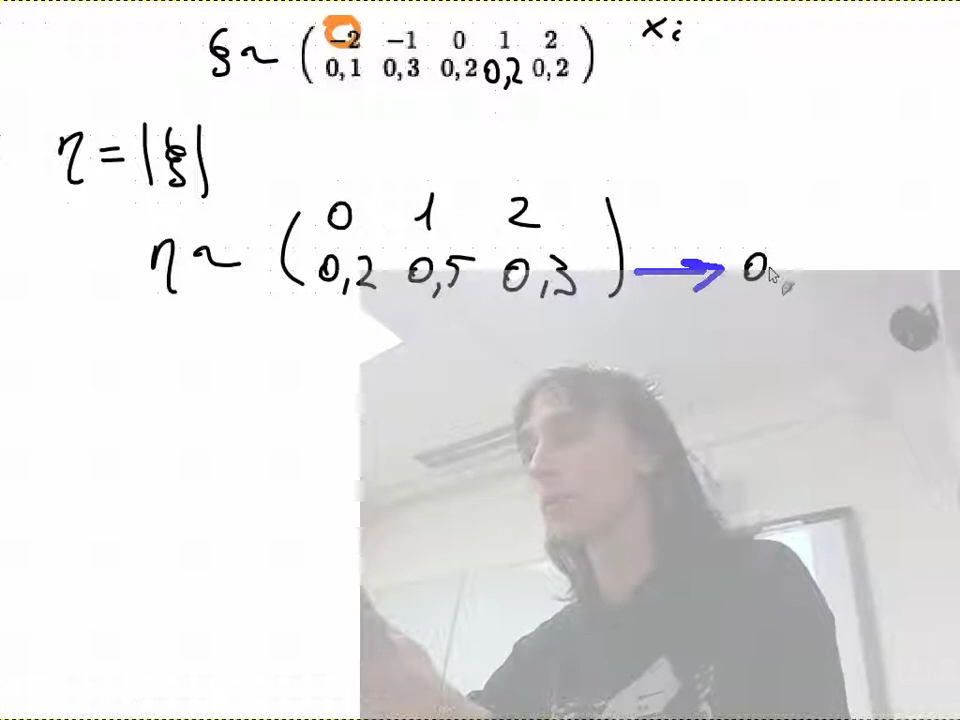 ξ ~ ( -2 -1 0 1 2 ) xi
0,1 0,3 0,2 0,2 0,2
η = |ξ|
η ~ ( 0 1 2 )
0,2 0,5 0,3 → 0,